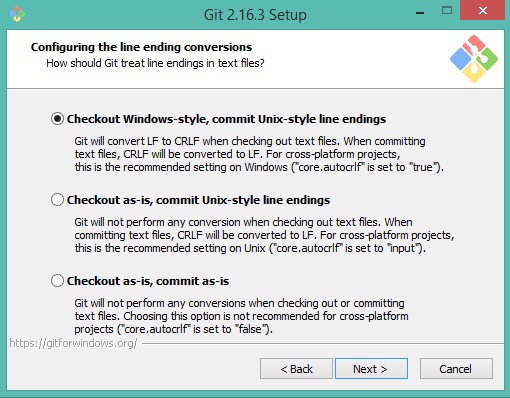 Git 2.16.3 Setup
Configuring the line ending conversions
How should Git treat line endings in text files?
Checkout Windows-style, commit Unix-style line endings
Git will convert LF to CRLF when checking out text files. When committing
text files, CRLF will be converted to LF. For cross-platform projects,
this is the recommended setting on Windows ("core.autocrlf" is set to "true").
Checkout as-is, commit Unix-style line endings
Git will not perform any conversion when checking out text files. When
committing text files, CRLF will be converted to LF. For cross-platform projects,
this is the recommended setting on Unix ("core.autocrlf" is set to "input").
Checkout as-is, commit as-is
Git will not perform any conversions when checking out or committing
text files. Choosing this option is not recommended for cross-platform
projects ("core.autocrlf" is set to "false").
https://gitforwindows.org/
< Back Next > Cancel